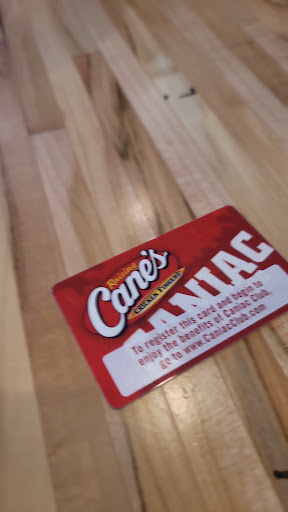 Raising
Cane's
CHICKEN FINGERS
CANIAC
To register this card and begin to
enjoy the benefits of Caniac Club,
go to www.CaniacClub.com.